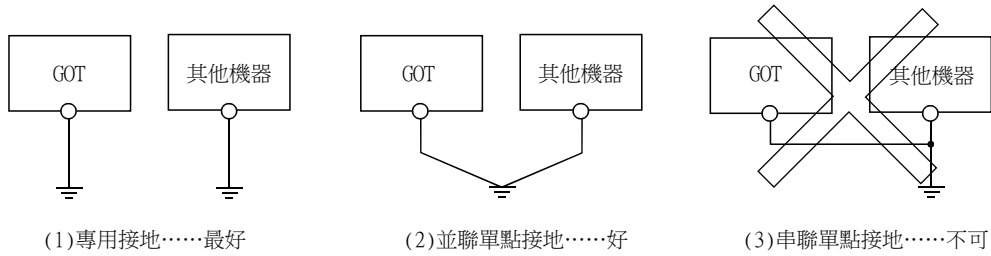 GOT 其他機器 GOT 其他機器 GOT 其他機器
(1)專用接地……最好 (2)並聯單點接地……好 (3)串聯單點接地……不可